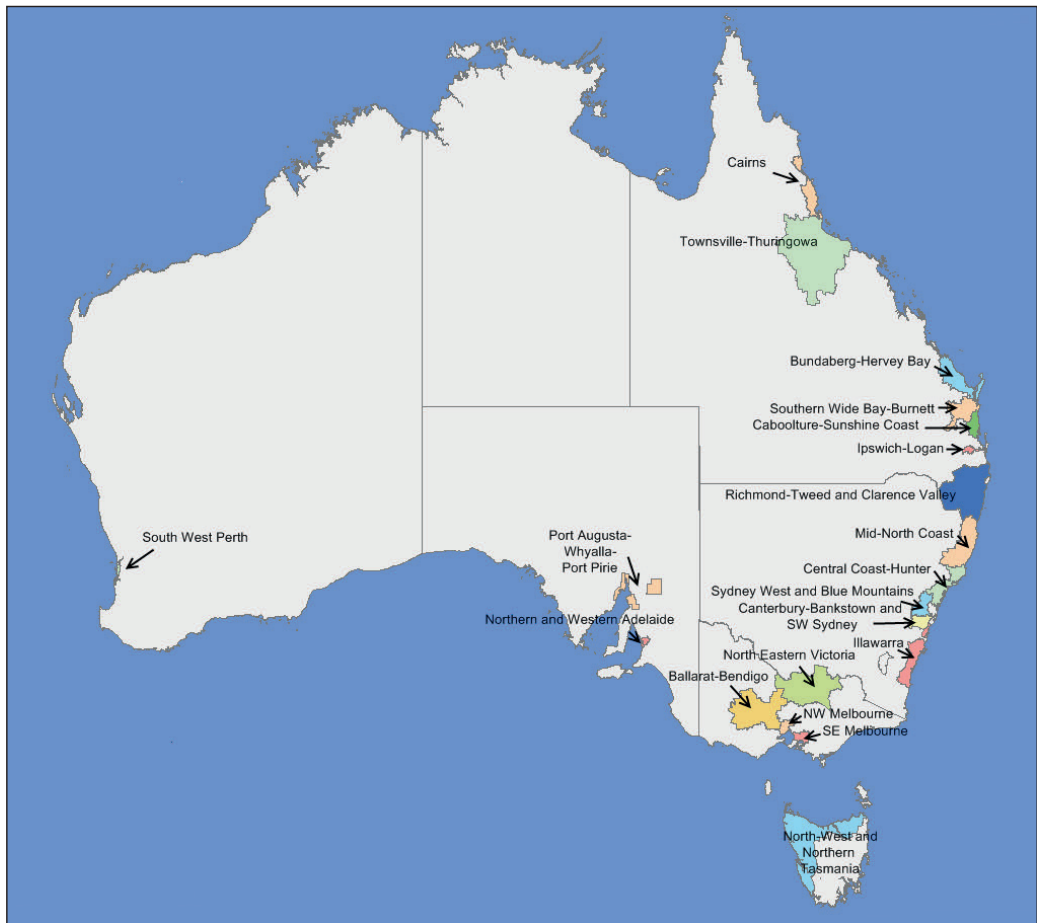 Cairns
Townsville-Thuringowa
Bundaberg-Hervey Bay
Southern Wide Bay-Burnett
Caboolture-Sunshine Coast
Ipswich-Logan
Richmond-Tweed and Clarence Valley
South West Perth
Port Augusta-
Whyalla-
Port Pirie
Mid-North Coast
Central Coast-Hunter
Sydney West and Blue Mountains
Canterbury-Bankstown and
SW Sydney
Northern and Western Adelaide
Illawarra
North Eastern Victoria
Ballarat-Bendigo
NW Melbourne
SE Melbourne
North-West and
Northern
Tasmania